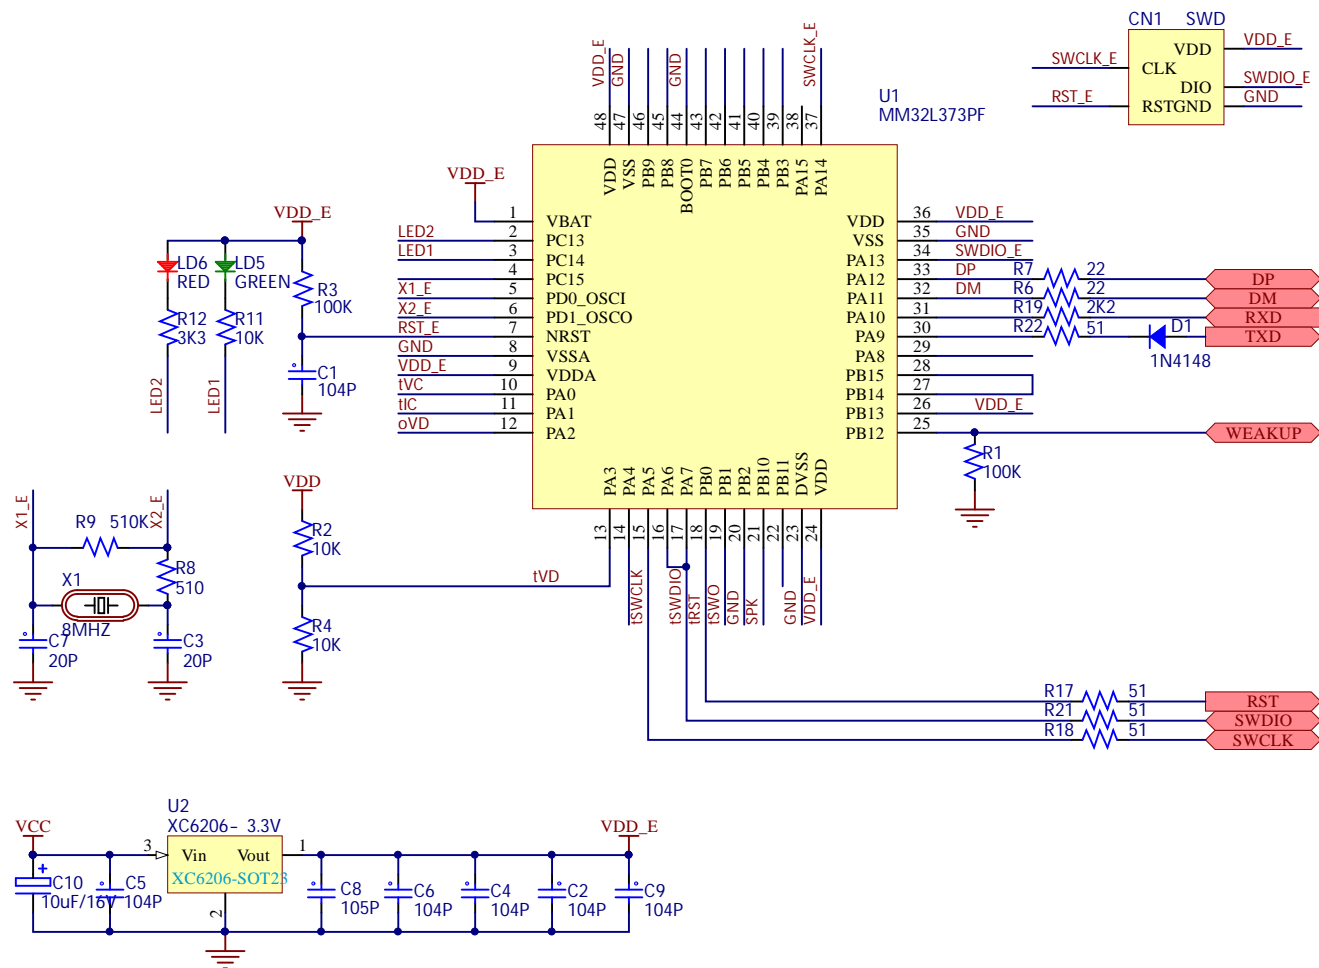 CN1 SWD
VDD
CLK
DIO
RSTGND
SWCLK_E
RST_E
VDD_E
SWDIO_E
GND
U1
MM32L373PF
VDD_E
GND
GND
SWCLK_E
48 47 46 45 44 43 42 41 40 39 38 37
VDD VSS PB9 PB8 BOOT0 PB7 PB6 PB5 PB4 PB3 PA15 PA14
VDD_E
1 VBAT
LED2 2 PC13
LED1 3 PC14
4 PC15
X1_E 5 PD0_OSCI
X2_E 6 PD1_OSCO
RST_E 7 NRST
GND 8 VSSA
VDD_E 9 VDDA
tVC 10 PA0
tIC 11 PA1
oVD 12 PA2
VDD 36 VDD_E
VSS 35 GND
PA13 34 SWDIO_E
PA12 33 DP R7 22 DP
PA11 32 DM R6 22 DM
PA10 31 R19 2K2 RXD
PA9 30 R22 51 D1 TXD
1N4148
PA8 29
PB15 28
PB14 27
PB13 26 VDD_E
PB12 25 WEAKUP
R1
100K
PA3 PA4 PA5 PA6 PA7 PB0 PB1 PB2 PB10 PB11 DVSS VDD
13 14 15 16 17 18 19 20 21 22 23 24
tSWCLK
tSWDIO
tRST
tSWO
GND
SPK
GND
VDD_E
VDD_E
LD6
RED
LD5
GREEN
R3
100K
R12
3K3
R11
10K
C1
104P
LED2
LED1
X1_E
X2_E
R9 510K
R8
510
X1
8MHZ
C7
20P
C3
20P
VDD
R2
10K
tVD
R4
10K
R17 51 RST
R21 51 SWDIO
R18 51 SWCLK
U2
XC6206- 3.3V
VCC
3 Vin Vout 1
XC6206-SOT23
2
VDD_E
C10
10uF/16V
C5
104P
C8
105P
C6
104P
C4
104P
C2
104P
C9
104P